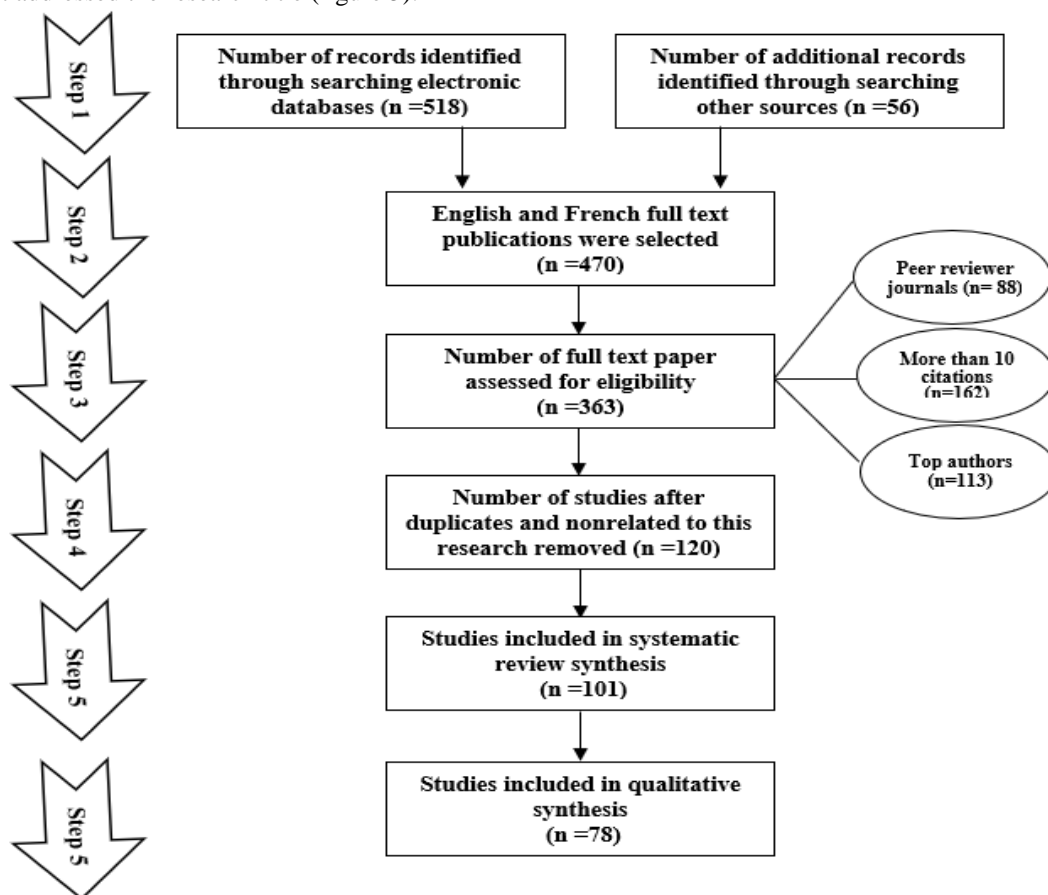 addressed the
Step 1
Number of records identified
through searching electronic
databases (n =518)
Number of additional records
identified through searching
other sources (n =56)
Step 2
English and French full text
publications were selected
(n =470)
Peer reviewer
journals (n= 88)
Step 3
Number of full text paper
assessed for eligibility
(n =363)
More than 10
citations
(n=162)
Top authors
(n=113)
Step 4
Number of studies after
duplicates and nonrelated to this
research removed (n =120)
Step 5
Studies included in systematic
review synthesis
(n =101)
Step 5
Studies included in qualitative
synthesis
(n =78)